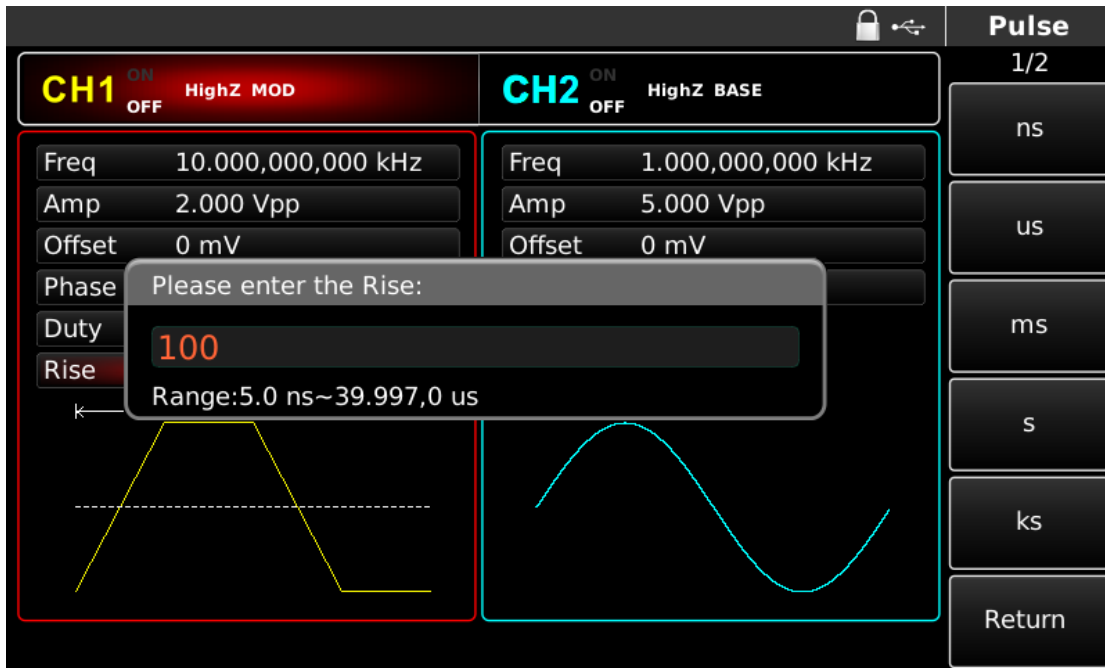 Pulse
1/2
CH1 ON OFF HighZ MOD
CH2 ON OFF HighZ BASE
Freq 10.000,000,000 kHz
Amp 2.000 Vpp
Offset 0 mV
Phase
Duty
Rise
Freq 1.000,000,000 kHz
Amp 5.000 Vpp
Offset 0 mV
Please enter the Rise:
100
Range:5.0 ns~39.997,0 us
ns
us
ms
s
ks
Return